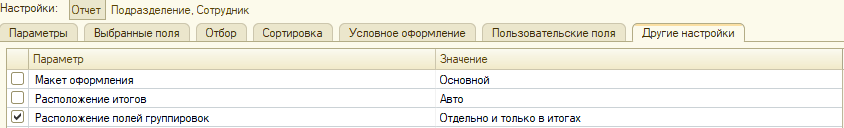 Настройки: Отчет Подразделение, Сотрудник
Параметры Выбранные поля Отбор Сортировка Условное оформление Пользовательские поля Другие настройки
Параметр Значение
Макет оформления Основной
Расположение итогов Авто
Расположение полей группировок Отдельно и только в итогах